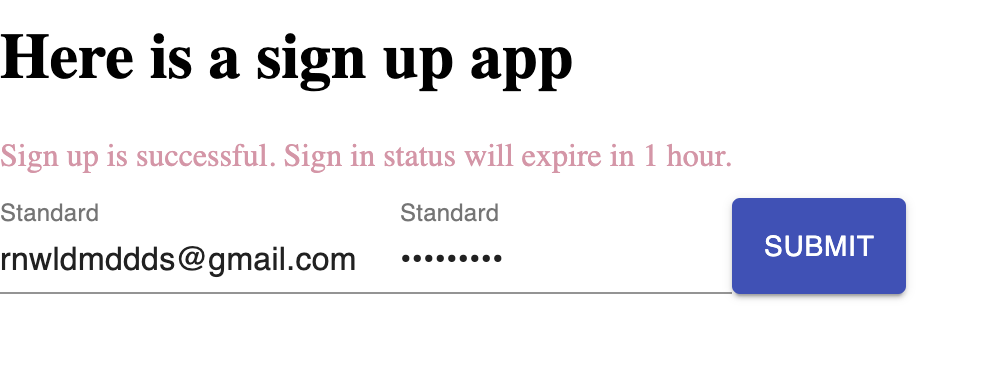 Here is a sign up app
Sign up is successful. Sign in status will expire in 1 hour.
Standard
rnwldmddds@gmail.com
Standard
•••••••••
SUBMIT